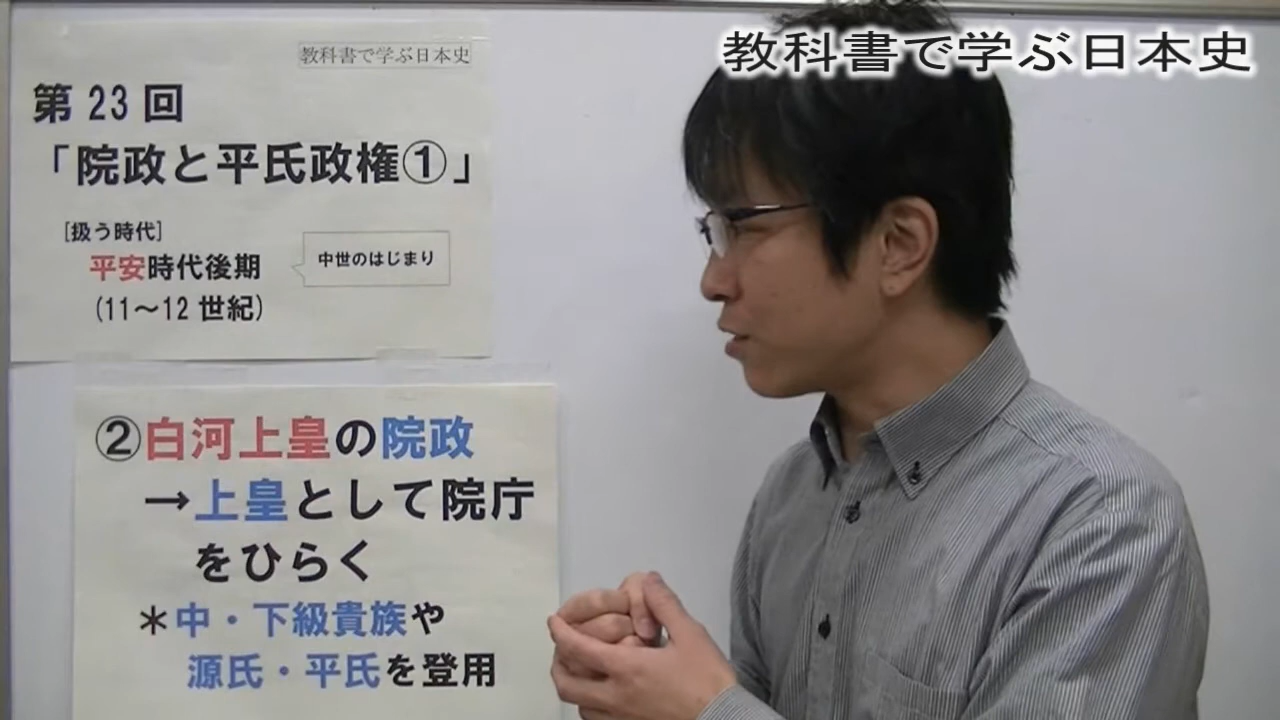 教科書で学ぶ日本史
教科書で学ぶ日本史
第23回
「院政と平氏政権①」
[扱う時代]
平安時代後期
中世のはじまり
(11～12世紀)
②白河上皇の院政
→上皇として院庁
をひらく
＊中・下級貴族や
源氏・平氏を登用